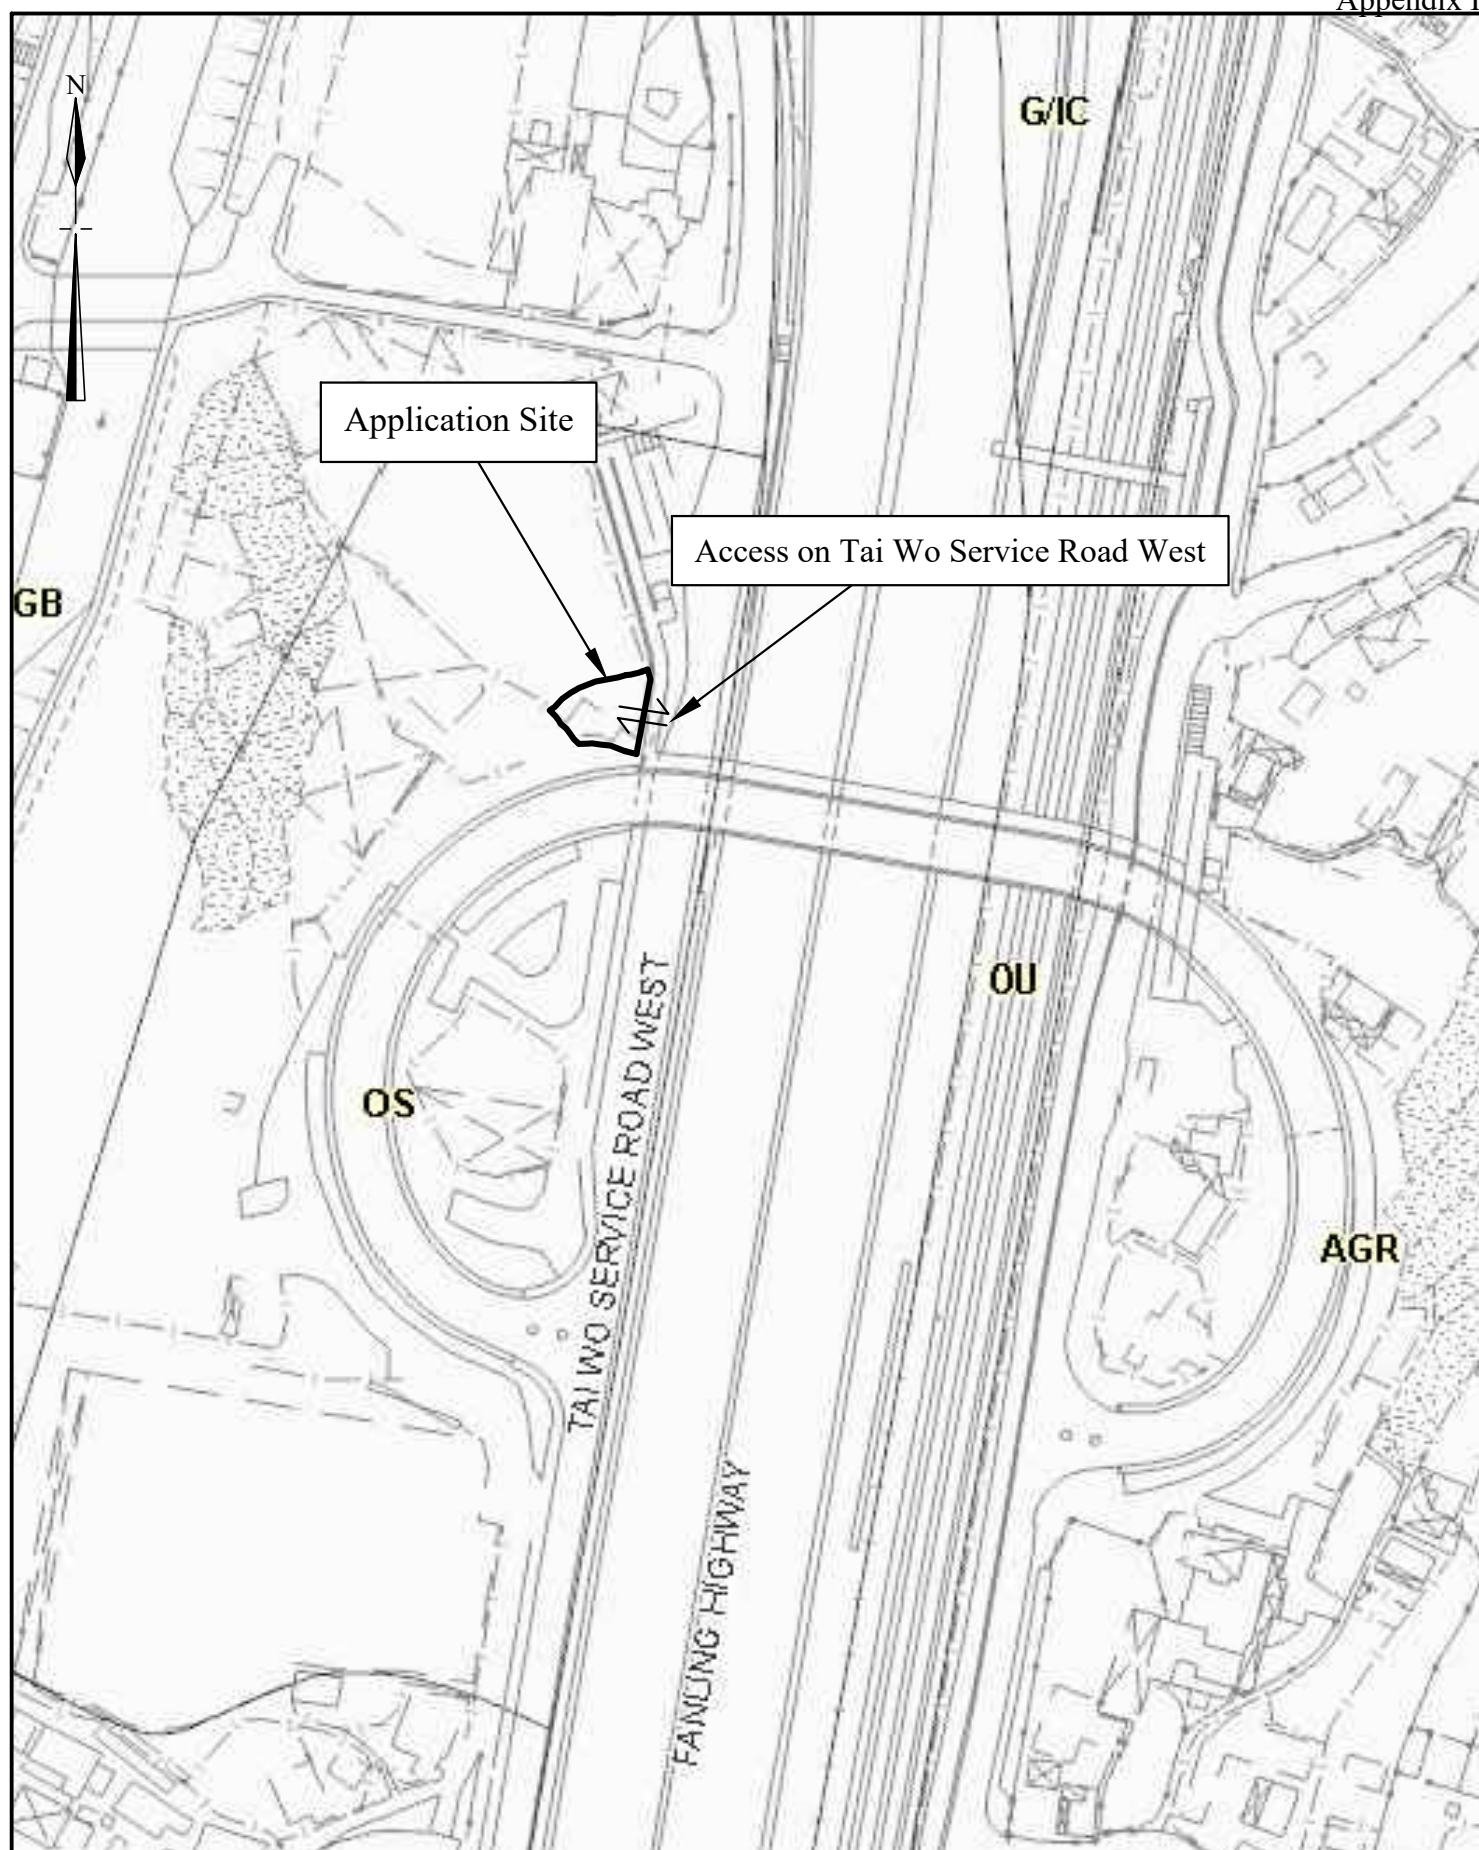 Appendix
N
G/IC
Application Site
Access on Tai Wo Service Road West
GB
OU
TAI WO SERVICE ROAD WEST
OS
AGR
FANLING HIGHWAY